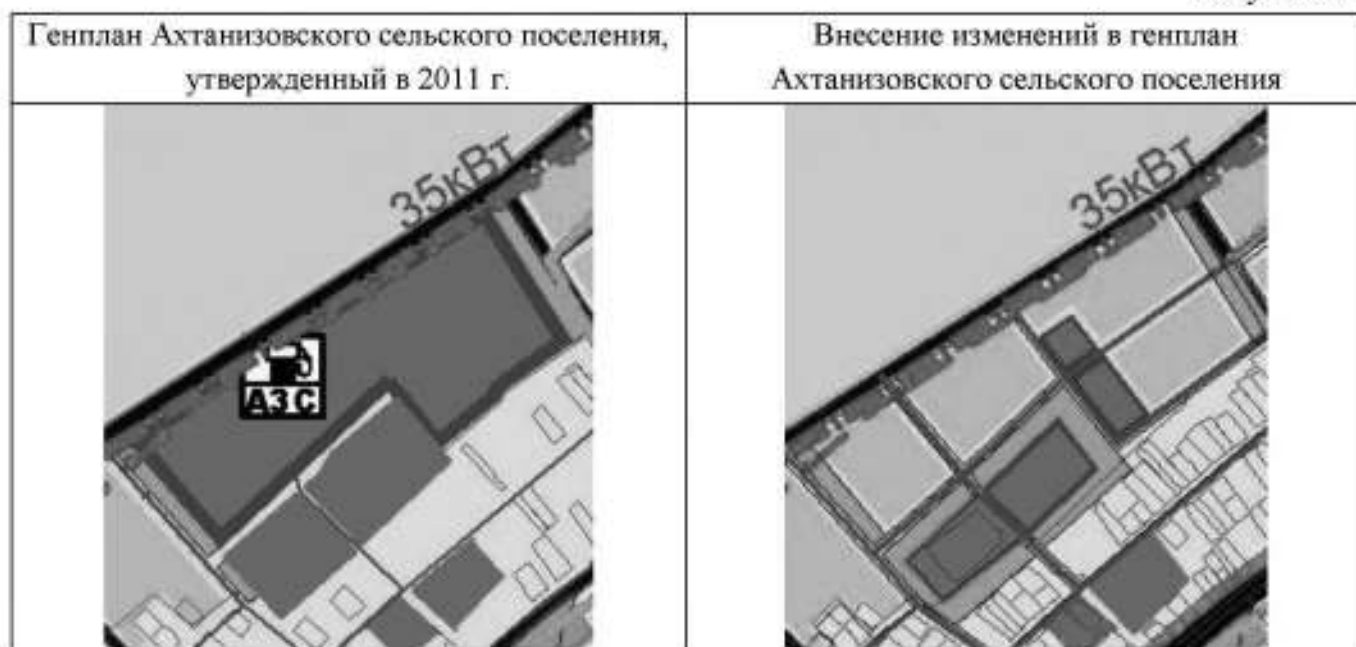 Генплан Ахтанизовского сельского поселения,
утвержденный в 2011 г.
Внесение изменений в генплан
Ахтанизовского сельского поселения
35кВт
АЗС
35кВт